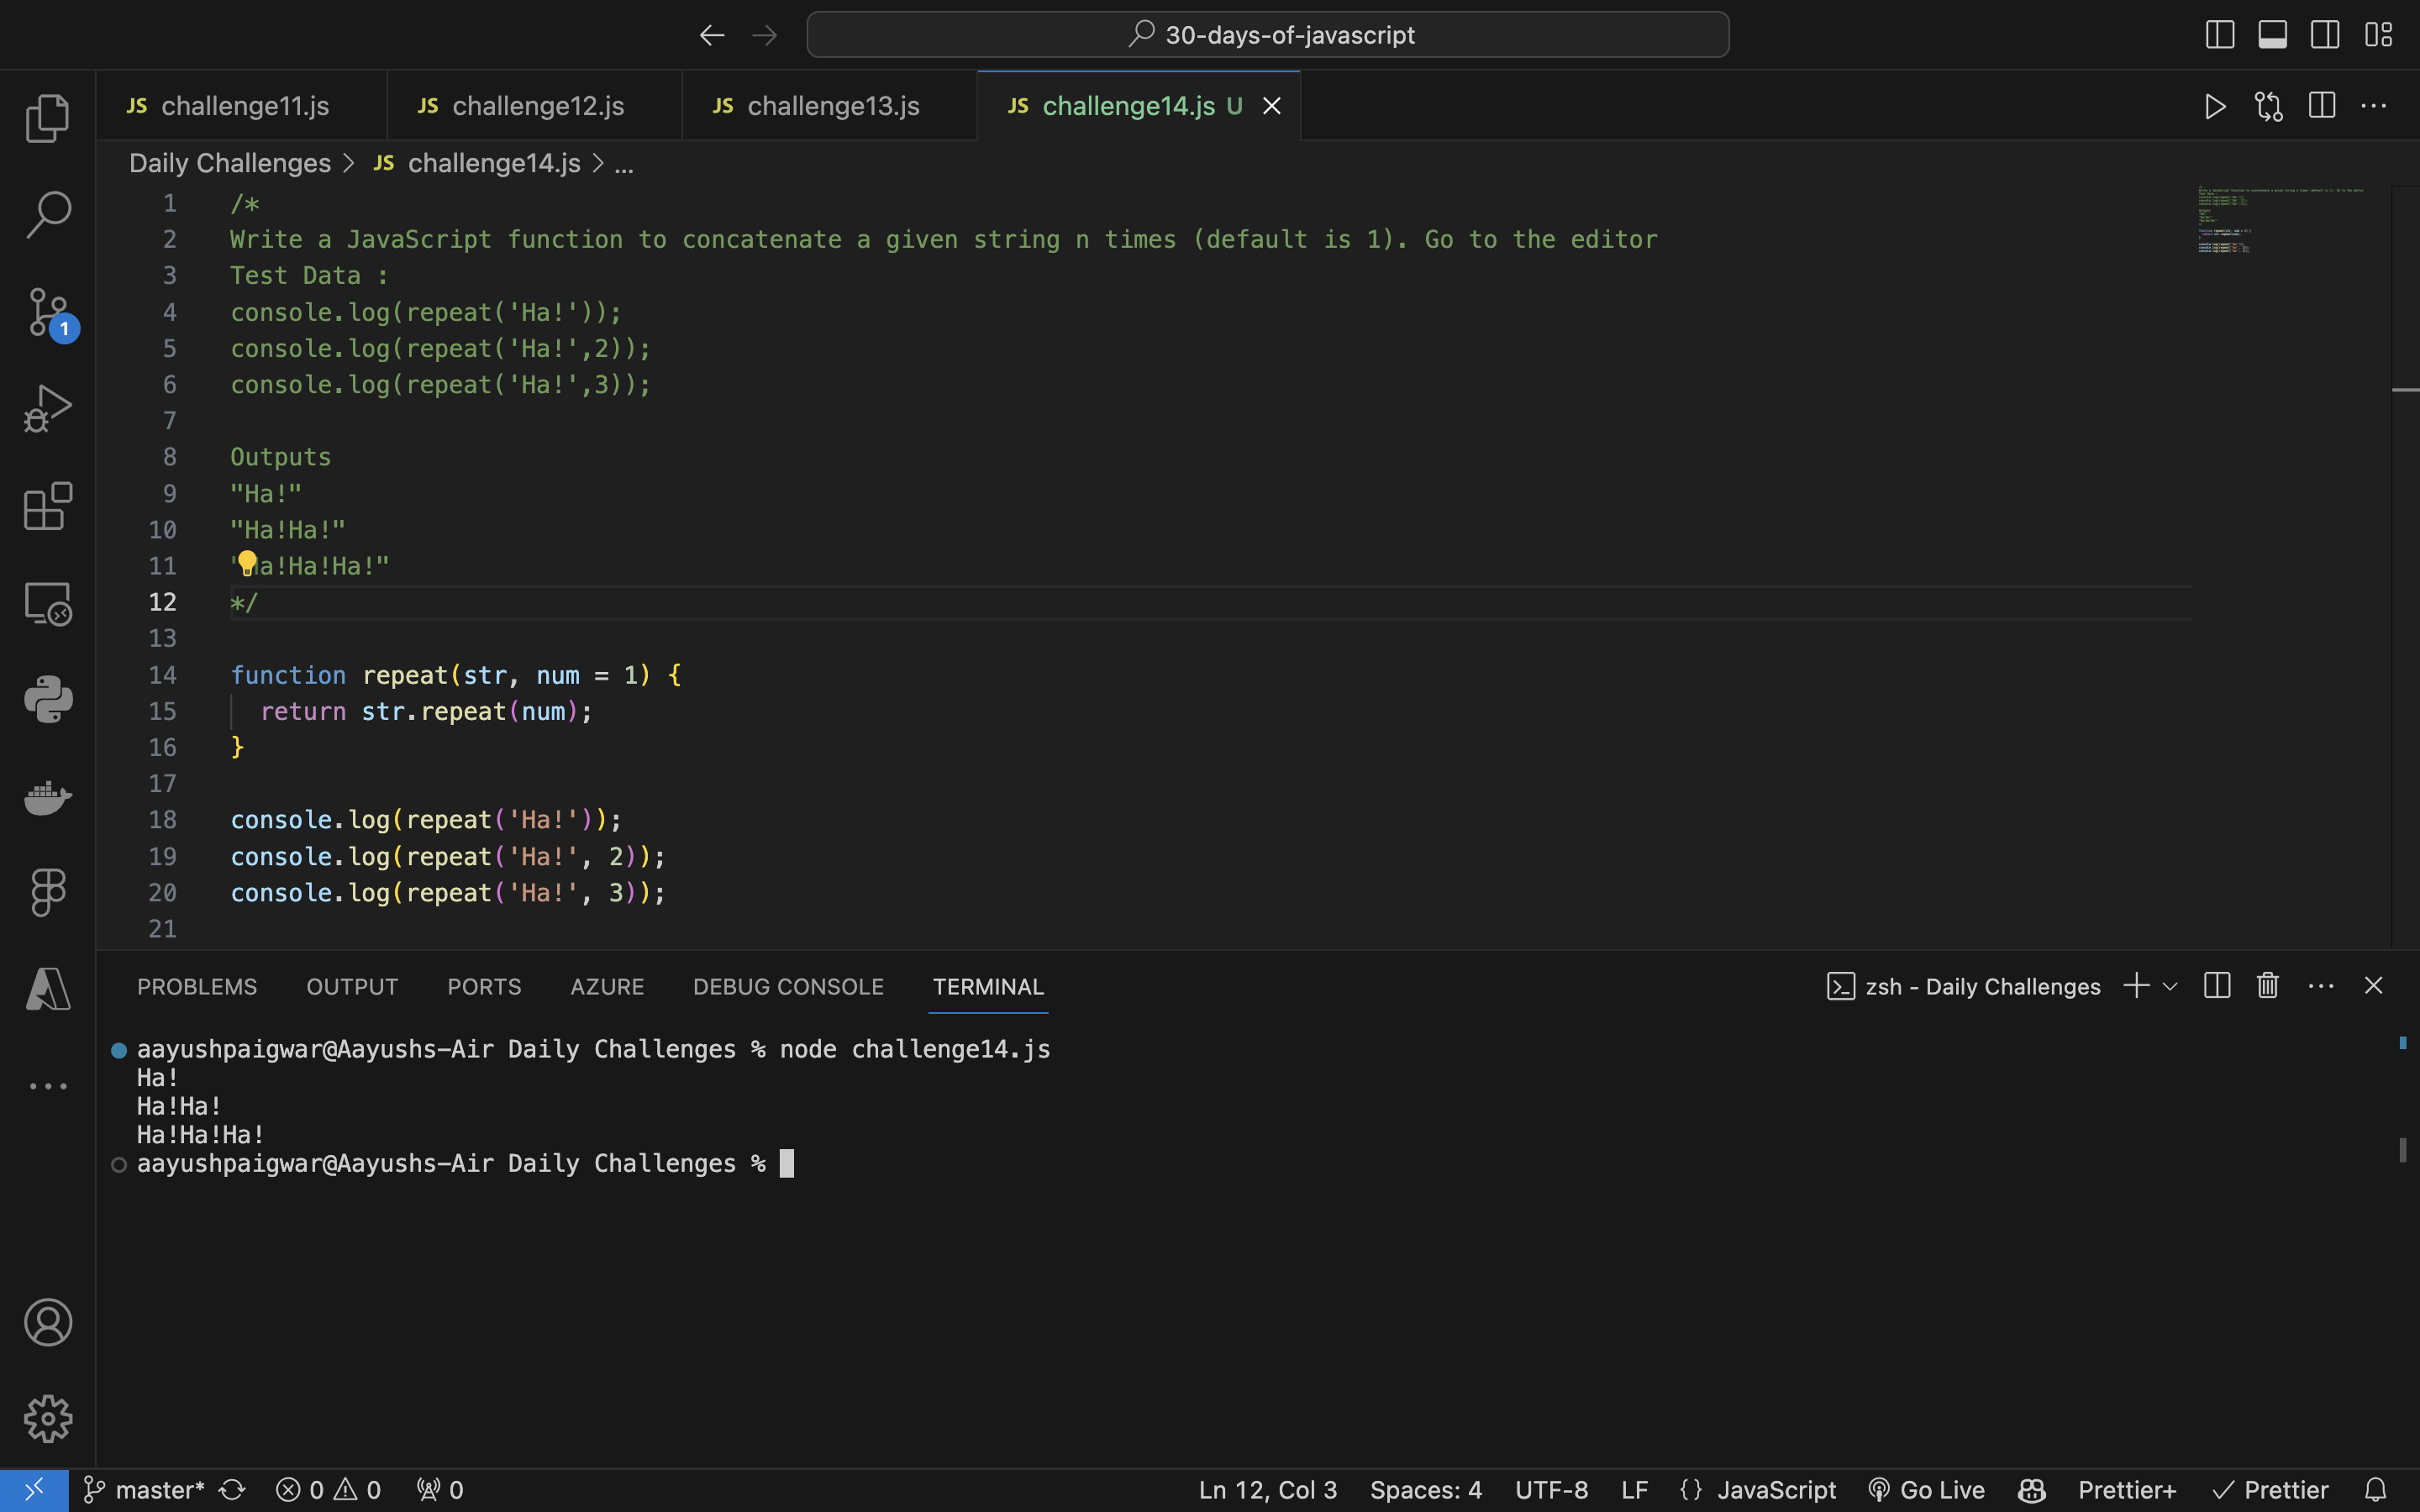 30-days-of-javascript
JS challenge11.js JS challenge12.js JS challenge13.js JS challenge14.js U
Daily Challenges > JS challenge14.js > ...
1 /*
2 Write a JavaScript function to concatenate a given string n times (default is 1). Go to the editor
3 Test Data :
4 console.log(repeat('Ha!'));
5 console.log(repeat('Ha!',2));
6 console.log(repeat('Ha!',3));
7
8 Outputs
9 "Ha!"
10 "Ha!Ha!"
11 "Ha!Ha!Ha!"
12 */
13
14 function repeat(str, num = 1) {
15 return str.repeat(num);
16 }
17
18 console.log(repeat('Ha!'));
19 console.log(repeat('Ha!', 2));
20 console.log(repeat('Ha!', 3));
21
1
PROBLEMS OUTPUT PORTS AZURE DEBUG CONSOLE TERMINAL zsh - Daily Challenges
aayushpaigwar@Aayushs-Air Daily Challenges % node challenge14.js
Ha!
Ha!Ha!
Ha!Ha!Ha!
aayushpaigwar@Aayushs-Air Daily Challenges %
master* 0 0 0 Ln 12, Col 3 Spaces: 4 UTF-8 LF {} JavaScript Go Live Prettier+ Prettier